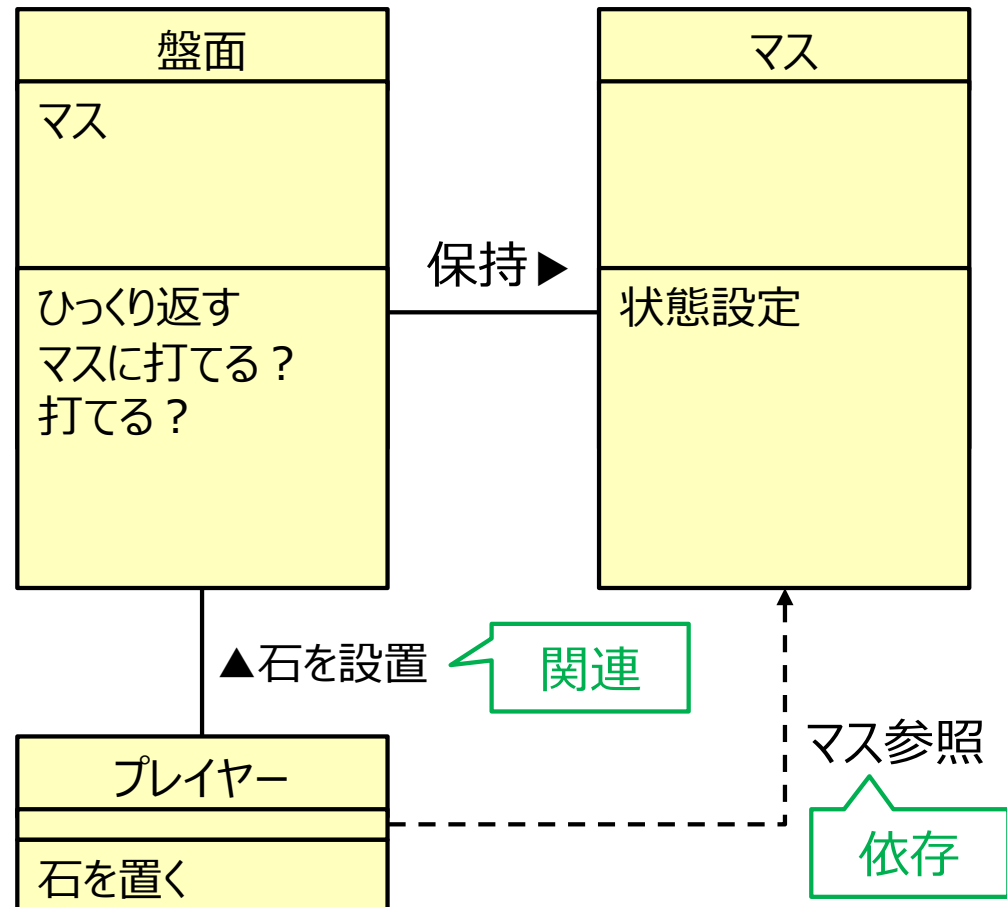 盤面
マス
ひっくり返す
マスに打てる？
打てる？
保持▶
マス
状態設定
▲石を設置
関連
プレイヤー
石を置く
マス参照
依存